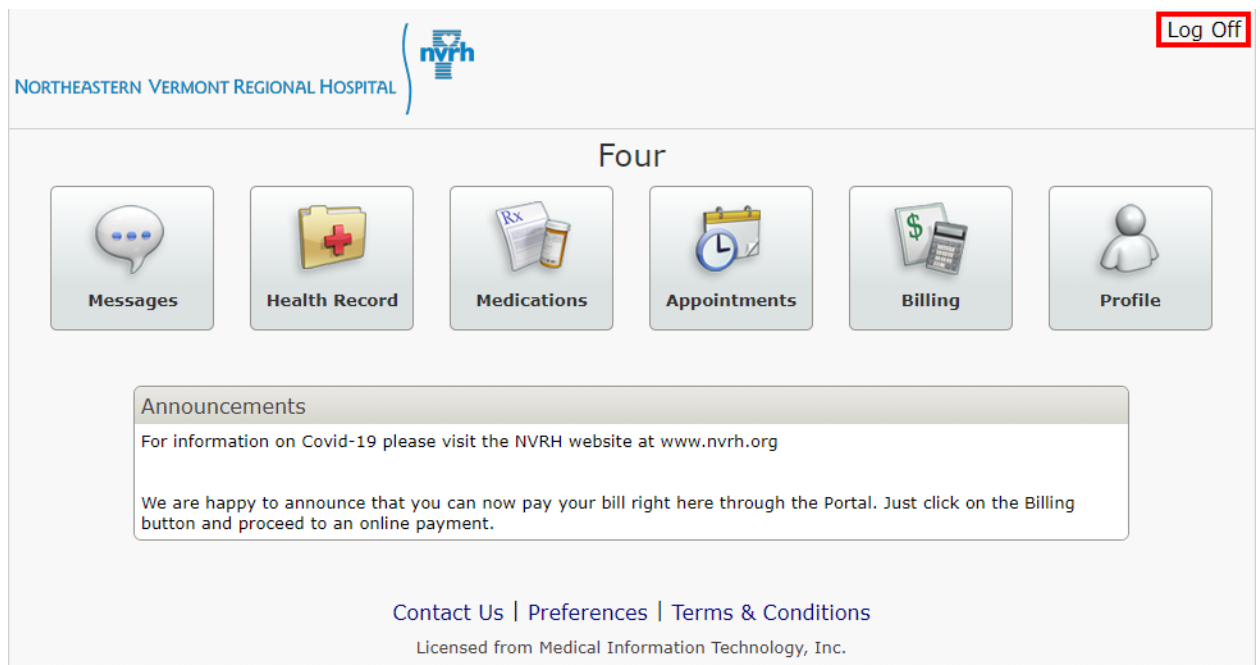 Log Off
nvrh
NORTHEASTERN VERMONT REGIONAL HOSPITAL
Four
Rx
$
Messages
Health Record
Medications
Appointments
Billing
Profile
Announcements
For information on Covid-19 please visit the NVRH website at www.nvrh.org
We are happy to announce that you can now pay your bill right here through the Portal. Just click on the Billing
button and proceed to an online payment.
Contact Us | Preferences | Terms & Conditions
Licensed from Medical Information Technology, Inc.